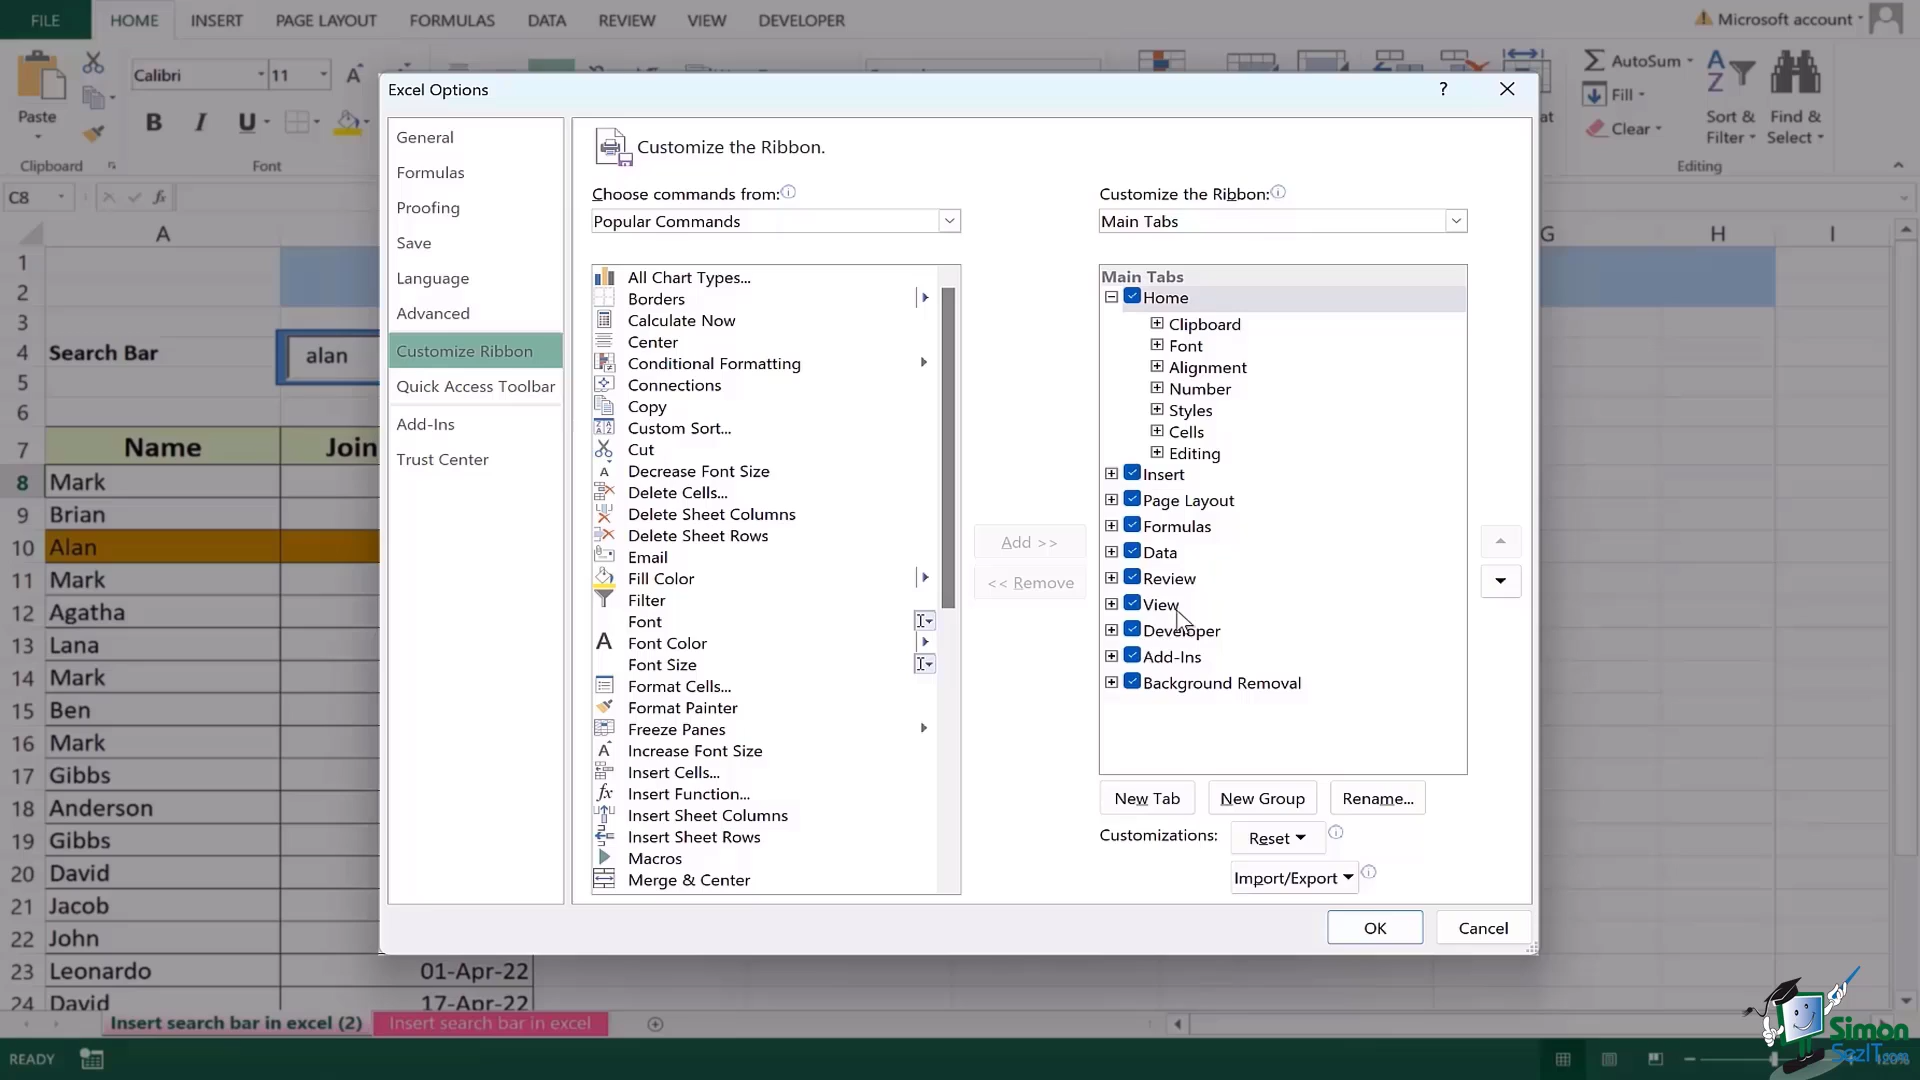 FILE HOME INSERT PAGE LAYOUT FORMULAS DATA REVIEW VIEW DEVELOPER Microsoft account
Calibri 11 A AutoSum
Paste B I U Fill
Clear
Sort & Filter
Find & Select
Clipboard Font Editing
C8 fx
A G H I
Excel Options ?
General
Formulas
Proofing
Save
Language
Advanced
Customize Ribbon
Quick Access Toolbar
Add-Ins
Trust Center
Customize the Ribbon.
Choose commands from:
Popular Commands
All Chart Types...
Borders
Calculate Now
Center
Conditional Formatting
Connections
Copy
Custom Sort...
Cut
Decrease Font Size
Delete Cells...
Delete Sheet Columns
Delete Sheet Rows
Email
Fill Color
Filter
Font
Font Color
Font Size
Format Cells...
Format Painter
Freeze Panes
Increase Font Size
Insert Cells...
Insert Function...
Insert Sheet Columns
Insert Sheet Rows
Macros
Merge & Center
Add >>
<< Remove
Customize the Ribbon:
Main Tabs
Main Tabs
Home
Clipboard
Font
Alignment
Number
Styles
Cells
Editing
Insert
Page Layout
Formulas
Data
Review
View
Developer
Add-Ins
Background Removal
New Tab New Group Rename...
Customizations: Reset
Import/Export
OK Cancel
1
2
3
4 Search Bar alan
5
6
7 Name Join
8 Mark
9 Brian
10 Alan
11 Mark
12 Agatha
13 Lana
14 Mark
15 Ben
16 Mark
17 Gibbs
18 Anderson
19 Gibbs
20 David
21 Jacob
22 John
23 Leonardo 01-Apr-22
24 David 17-Apr-22
Insert search bar in excel (2) Insert search bar in excel
READY
Simon
SezIT.com